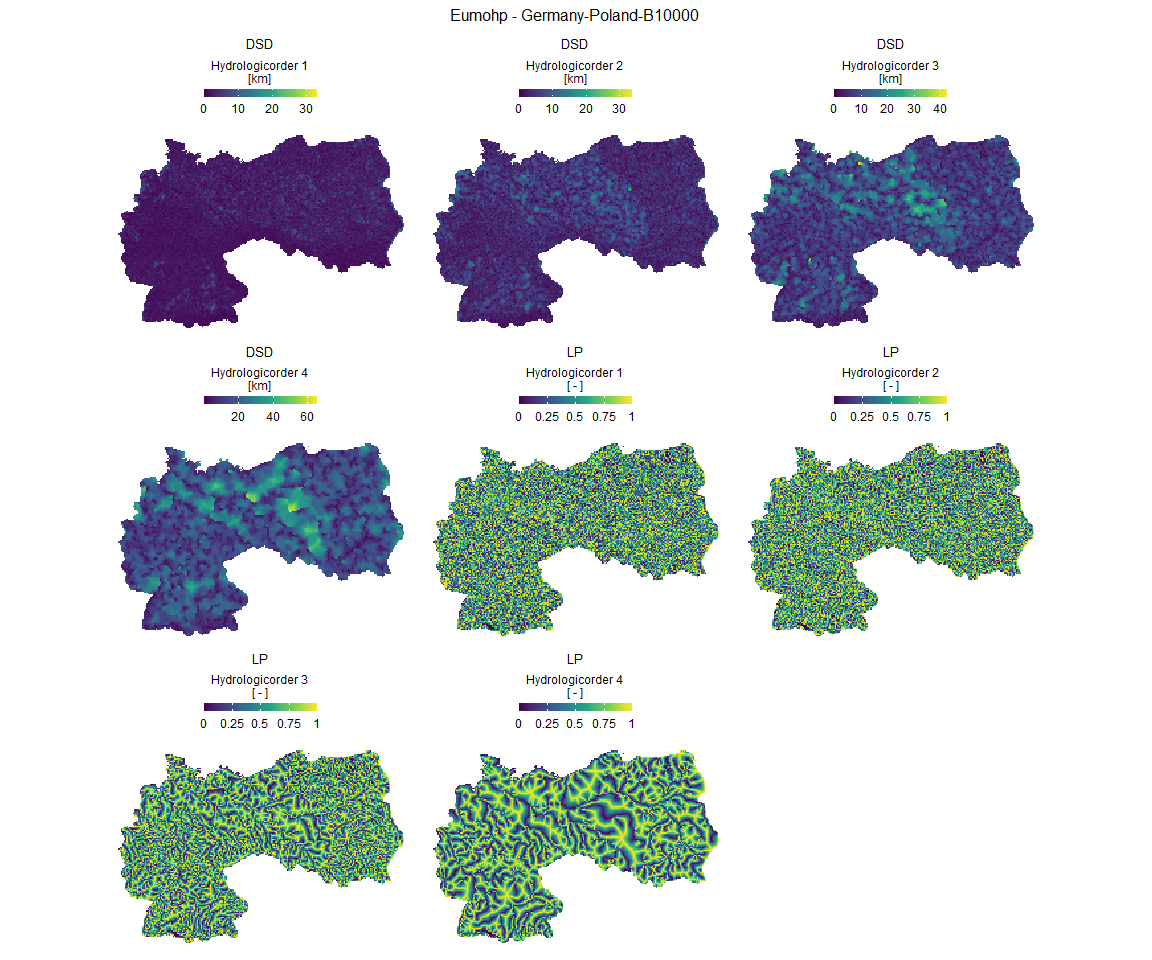 Eumohp - Germany-Poland-B10000
DSD
Hydrologicorder 1
[km]
0 10 20 30
DSD
Hydrologicorder 2
[km]
0 10 20 30
DSD
Hydrologicorder 3
[km]
0 10 20 30 40
DSD
Hydrologicorder 4
[km]
20 40 60
LP
Hydrologicorder 1
[ - ]
0 0.25 0.5 0.75 1
LP
Hydrologicorder 2
[ - ]
0 0.25 0.5 0.75 1
LP
Hydrologicorder 3
[ - ]
0 0.25 0.5 0.75 1
LP
Hydrologicorder 4
[ - ]
0 0.25 0.5 0.75 1